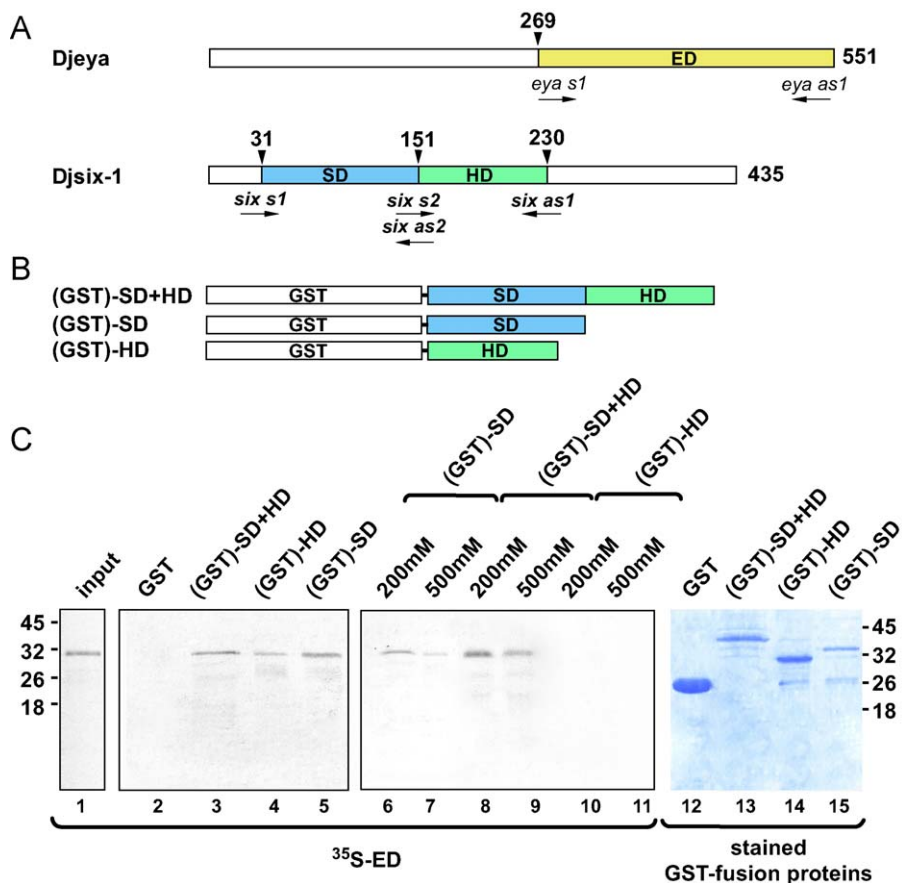 A
269
Djeya ED 551
eya s1 eya as1
31 151 230
Djsix-1 SD HD 435
six s1 six s2 six as1
six as2
B
(GST)-SD+HD GST SD HD
(GST)-SD GST SD
(GST)-HD GST HD
C
(GST)-SD (GST)-SD+HD (GST)-HD
input GST (GST)-SD+HD (GST)-HD (GST)-SD 200mM 500mM 200mM 500mM 200mM 500mM GST (GST)-SD+HD (GST)-HD (GST)-SD
45 - - 45
32 - - 32
26 - - 26
18 - - 18
1 2 3 4 5 6 7 8 9 10 11 12 13 14 15
³⁵S-ED stained
GST-fusion proteins